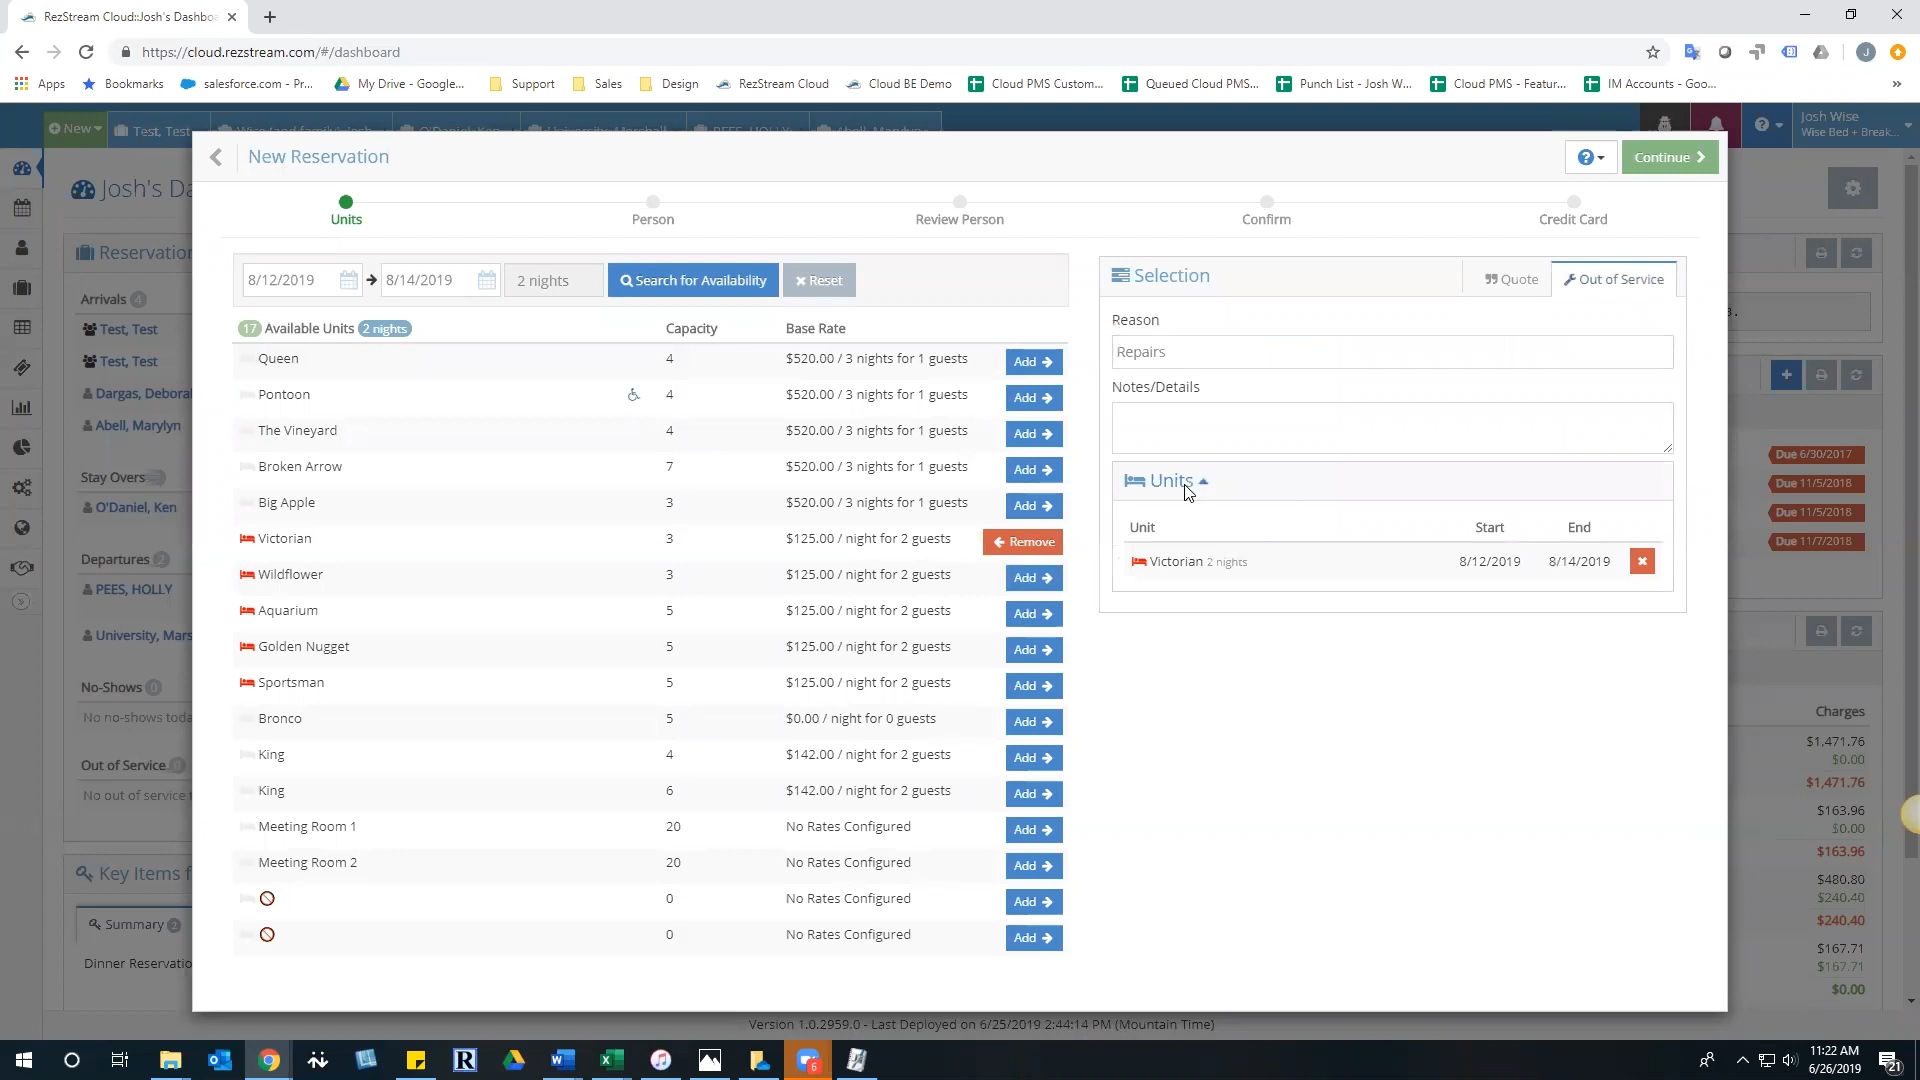 RezStream Cloud::Josh's Dashboa
https://cloud.rezstream.com/#/dashboard
Apps
Bookmarks
salesforce.com - Pr...
My Drive - Google...
Support
Sales
Design
RezStream Cloud
Cloud BE Demo
Cloud PMS Custom...
Queued Cloud PMS...
Punch List - Josh W...
Cloud PMS - Featur...
IM Accounts - Goo...
»
New
Test, Test
Josh Wise
Wise Bed + Break...
New Reservation
Continue
Units
Person
Review Person
Confirm
Credit Card
Josh's Da
Reservation
Arrivals 4
Test, Test
Test, Test
Dargas, Debora
Abell, Marylyn
Stay Overs
O'Daniel, Ken
Departures 2
PEES, HOLLY
University, Mars
No-Shows 0
No no-shows toda
Out of Service
No out of service t
Key Items f
Summary 2
Dinner Reservatio
8/12/2019
8/14/2019
2 nights
Search for Availability
Reset
17 Available Units 2 nights Capacity Base Rate
Queen 4 $520.00 / 3 nights for 1 guests Add
Pontoon 4 $520.00 / 3 nights for 1 guests Add
The Vineyard 4 $520.00 / 3 nights for 1 guests Add
Broken Arrow 7 $520.00 / 3 nights for 1 guests Add
Big Apple 3 $520.00 / 3 nights for 1 guests Add
Victorian 3 $125.00 / night for 2 guests Remove
Wildflower 3 $125.00 / night for 2 guests Add
Aquarium 5 $125.00 / night for 2 guests Add
Golden Nugget 5 $125.00 / night for 2 guests Add
Sportsman 5 $125.00 / night for 2 guests Add
Bronco 5 $0.00 / night for 0 guests Add
King 4 $142.00 / night for 2 guests Add
King 6 $142.00 / night for 2 guests Add
Meeting Room 1 20 No Rates Configured Add
Meeting Room 2 20 No Rates Configured Add
0 No Rates Configured Add
0 No Rates Configured Add
Selection
Quote
Out of Service
Reason
Repairs
Notes/Details
Units
Unit Start End
Victorian 2 nights 8/12/2019 8/14/2019
Due 6/30/2017
Due 11/5/2018
Due 11/5/2018
Due 11/7/2018
Charges
$1,471.76
$0.00
$1,471.76
$163.96
$0.00
$163.96
$480.80
$240.40
$240.40
$167.71
$167.71
$0.00
Version 1.0.2959.0 - Last Deployed on 6/25/2019 2:44:14 PM (Mountain Time)
11:22 AM
6/26/2019
21